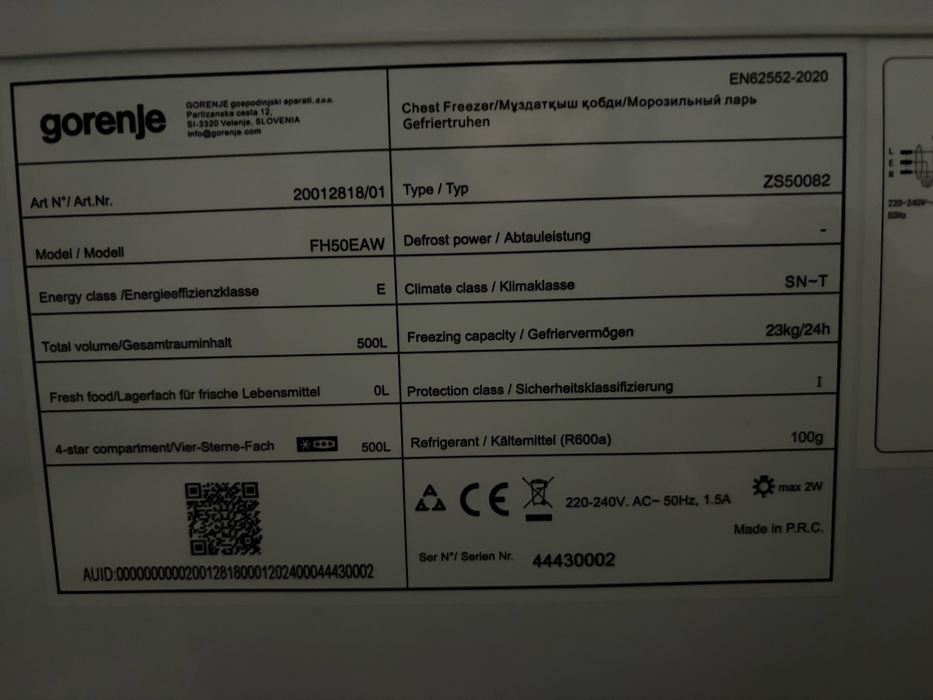 gorenje
GORENJE gospodinjski aparati, d.o.o.
Partizanska cesta 12,
SI-3320 Velenje, SLOVENIA
info@gorenje.com
EN62552-2020
Chest Freezer/Мұздатқыш қобди/Морозильный ларь
Gefriertruhen
Art N°/ Art.Nr. 20012818/01
Type / Typ ZS50082
Model / Modell FH50EAW
Defrost power / Abtauleistung -
Energy class /Energieeffizienzklasse E
Climate class / Klimaklasse SN~T
Total volume/Gesamtrauminhalt 500L
Freezing capacity / Gefriervermögen 23kg/24h
Fresh food/Lagerfach für frische Lebensmittel 0L
Protection class / Sicherheitsklassifizierung I
4-star compartment/Vier-Sterne-Fach 500L
Refrigerant / Kältemittel (R600a) 100g
CE 220-240V. AC~ 50Hz, 1.5A max 2W
Made in P.R.C.
Ser N°/ Serien Nr. 44430002
AUID:0000000000200128180001202400044430002
L
E
N
220-240V~
50Hz